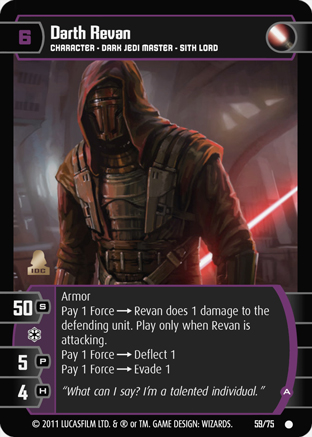 6
Darth Revan
CHARACTER - DARK JEDI MASTER - SITH LORD
IDC
50 S
Armor
Pay 1 Force → Revan does 1 damage to the
defending unit. Play only when Revan is
attacking.
5 P
Pay 1 Force → Deflect 1
Pay 1 Force → Evade 1
4 H
"What can I say? I'm a talented individual."
A
© 2011 LUCASFILM LTD. & ® or TM. GAME DESIGN: WIZARDS.
59/75